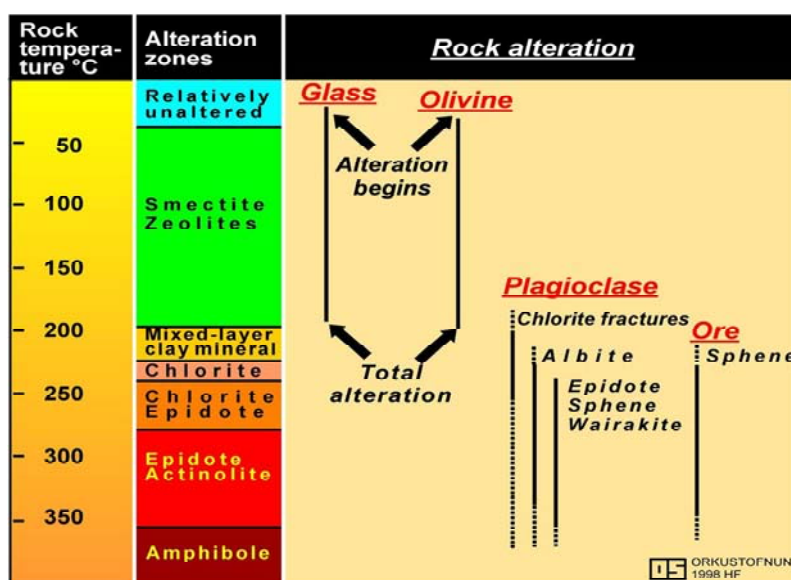 Rock
tempera-
ture °C
Alteration
zones
Rock alteration
50
100
150
200
250
300
350
Relatively
unaltered
Smectite
Zeolites
Mixed-layer
clay mineral
Chlorite
Chlorite
Epidote
Epidote
Actinolite
Amphibole
Glass
Olivine
Alteration
begins
Total
alteration
Plagioclase
Chlorite fractures
Albite
Epidote
Sphene
Wairakite
Ore
Sphene
OS ORKUSTOFNUN
1998 HF